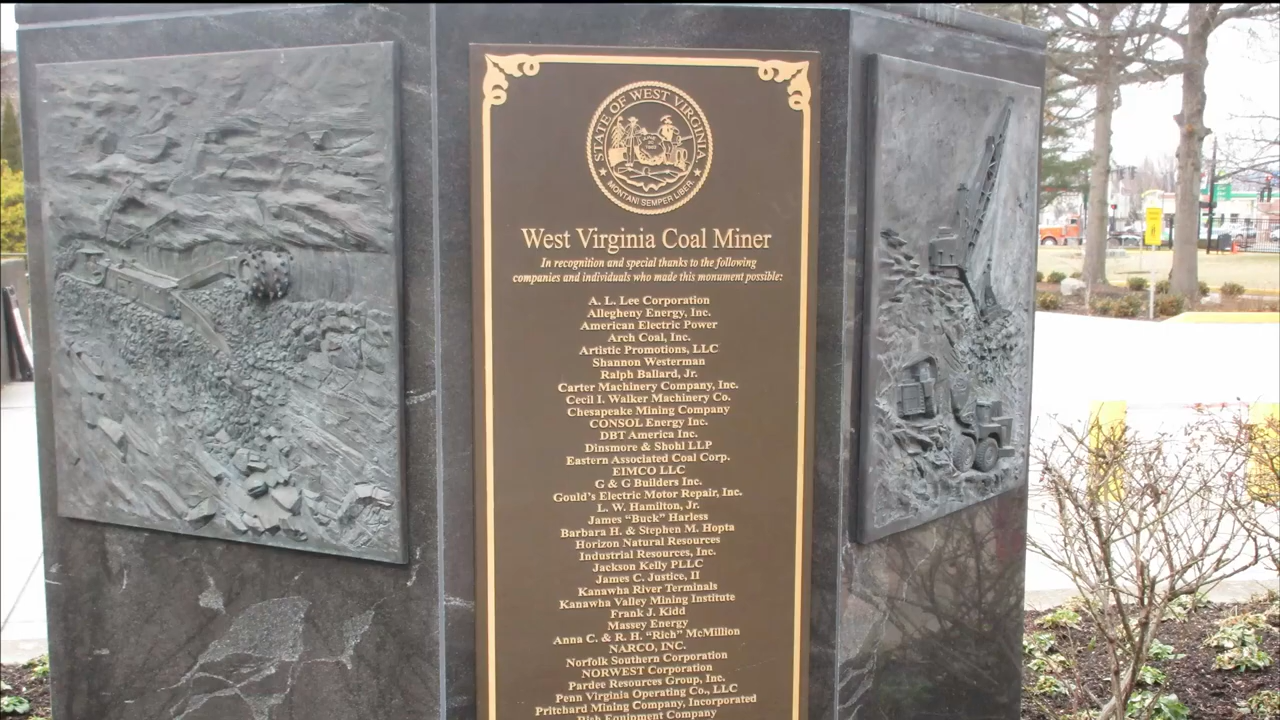 STATE OF WEST VIRGINIA
MONTANI SEMPER LIBERI
West Virginia Coal Miner
In recognition and special thanks to the following
companies and individuals who made this monument possible:
A. L. Lee Corporation
Allegheny Energy, Inc.
American Electric Power
Arch Coal, Inc.
Artistic Promotions, LLC
Shannon Westerman
Ralph Ballard, Jr.
Carter Machinery Company, Inc.
Cecil I. Walker Machinery Co.
Chesapeake Mining Company
CONSOL Energy Inc.
DBT America Inc.
Dinsmore & Shohl LLP
Eastern Associated Coal Corp.
EIMCO LLC
G & G Builders Inc.
Gould's Electric Motor Repair, Inc.
L. W. Hamilton, Jr.
James "Buck" Harless
Barbara H. & Stephen M. Hopta
Horizon Natural Resources
Industrial Resources, Inc.
Jackson Kelly PLLC
James C. Justice, II
Kanawha River Terminals
Kanawha Valley Mining Institute
Frank J. Kidd
Massey Energy
Anna C. & R. H. "Rich" McMillion
NARCO, INC.
Norfolk Southern Corporation
NORWEST Corporation
Pardee Resources Group, Inc.
Penn Virginia Operating Co., LLC
Pritchard Mining Company, Incorporated
Rish Equipment Company